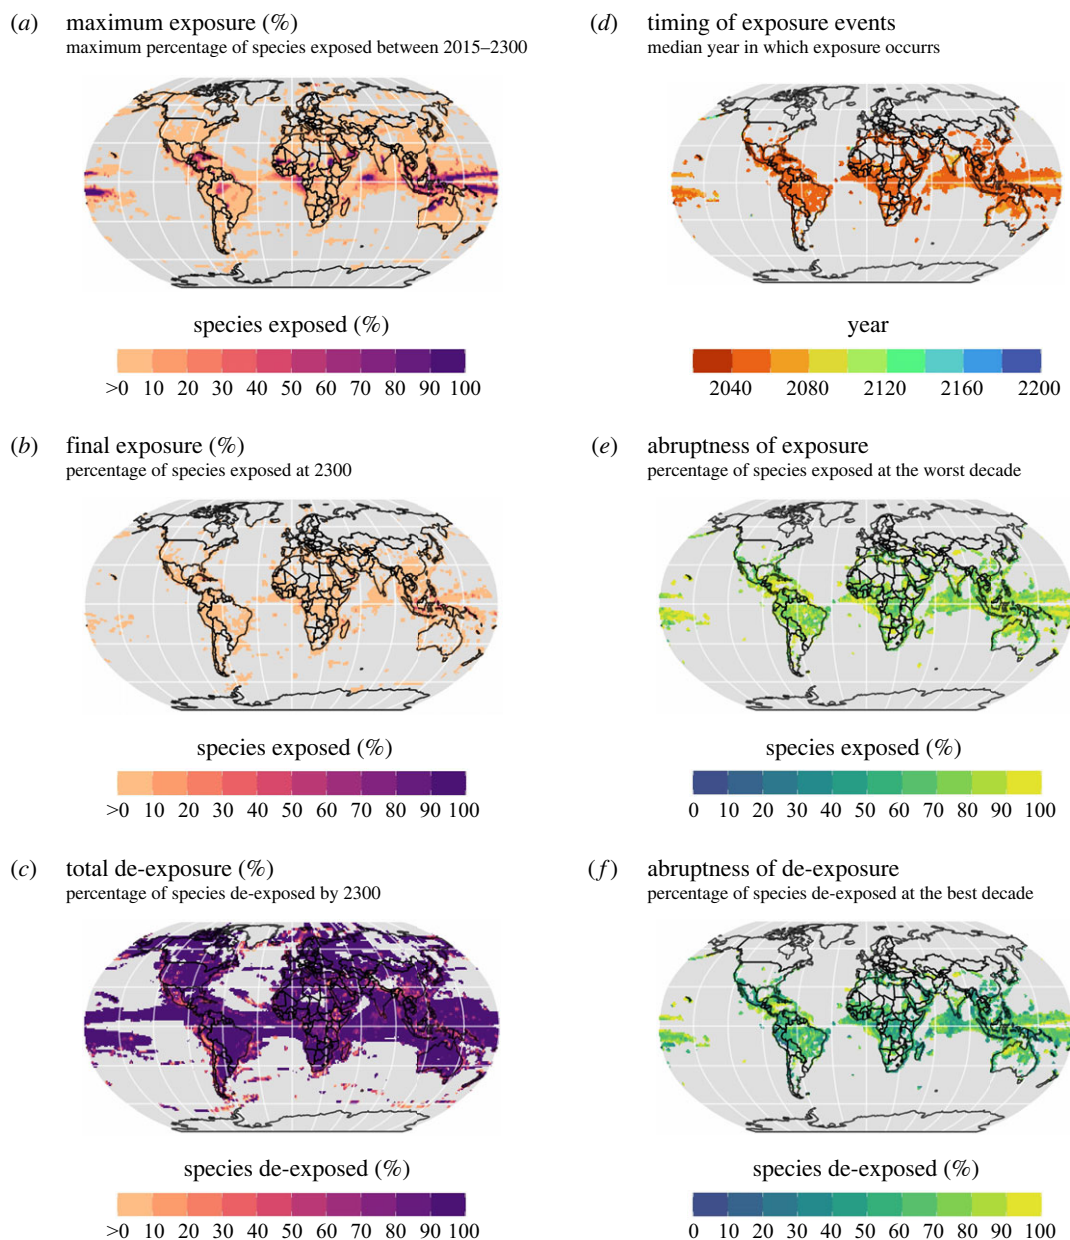 (a) maximum exposure (%)
maximum percentage of species exposed between 2015–2300
species exposed (%)
>0 10 20 30 40 50 60 70 80 90 100
(b) final exposure (%)
percentage of species exposed at 2300
species exposed (%)
>0 10 20 30 40 50 60 70 80 90 100
(c) total de-exposure (%)
percentage of species de-exposed by 2300
species de-exposed (%)
>0 10 20 30 40 50 60 70 80 90 100
(d) timing of exposure events
median year in which exposure occurrs
year
2040 2080 2120 2160 2200
(e) abruptness of exposure
percentage of species exposed at the worst decade
species exposed (%)
0 10 20 30 40 50 60 70 80 90 100
(f) abruptness of de-exposure
percentage of species de-exposed at the best decade
species de-exposed (%)
0 10 20 30 40 50 60 70 80 90 100